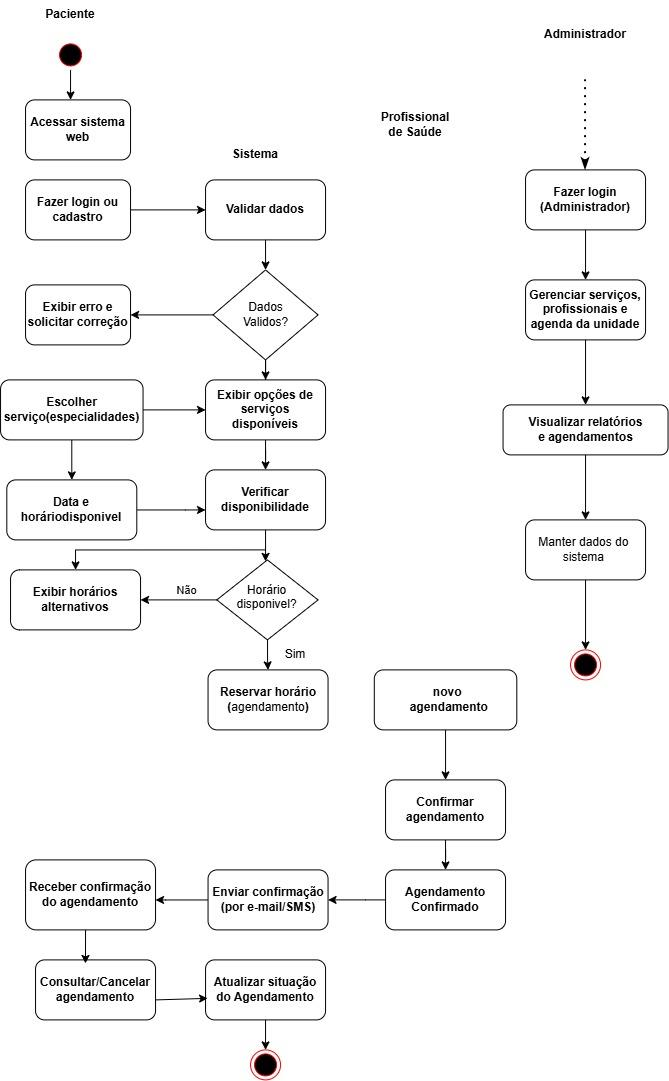 Paciente
Administrador
Profissional
de Saúde
Sistema
Acessar sistema
web
Fazer login ou
cadastro
Validar dados
Fazer login
(Administrador)
Exibir erro e
solicitar correção
Dados
Validos?
Gerenciar serviços,
profissionais e
agenda da unidade
Escolher
serviço(especialidades)
Exibir opções de
serviços
disponíveis
Visualizar relatórios
e agendamentos
Data e
horáriodisponivel
Verificar
disponibilidade
Manter dados do
sistema
Exibir horários
alternativos
Não
Horário
disponivel?
Sim
Reservar horário
(agendamento)
novo
agendamento
Confirmar
agendamento
Receber confirmação
do agendamento
Enviar confirmação
(por e-mail/SMS)
Agendamento
Confirmado
Consultar/Cancelar
agendamento
Atualizar situação
do Agendamento